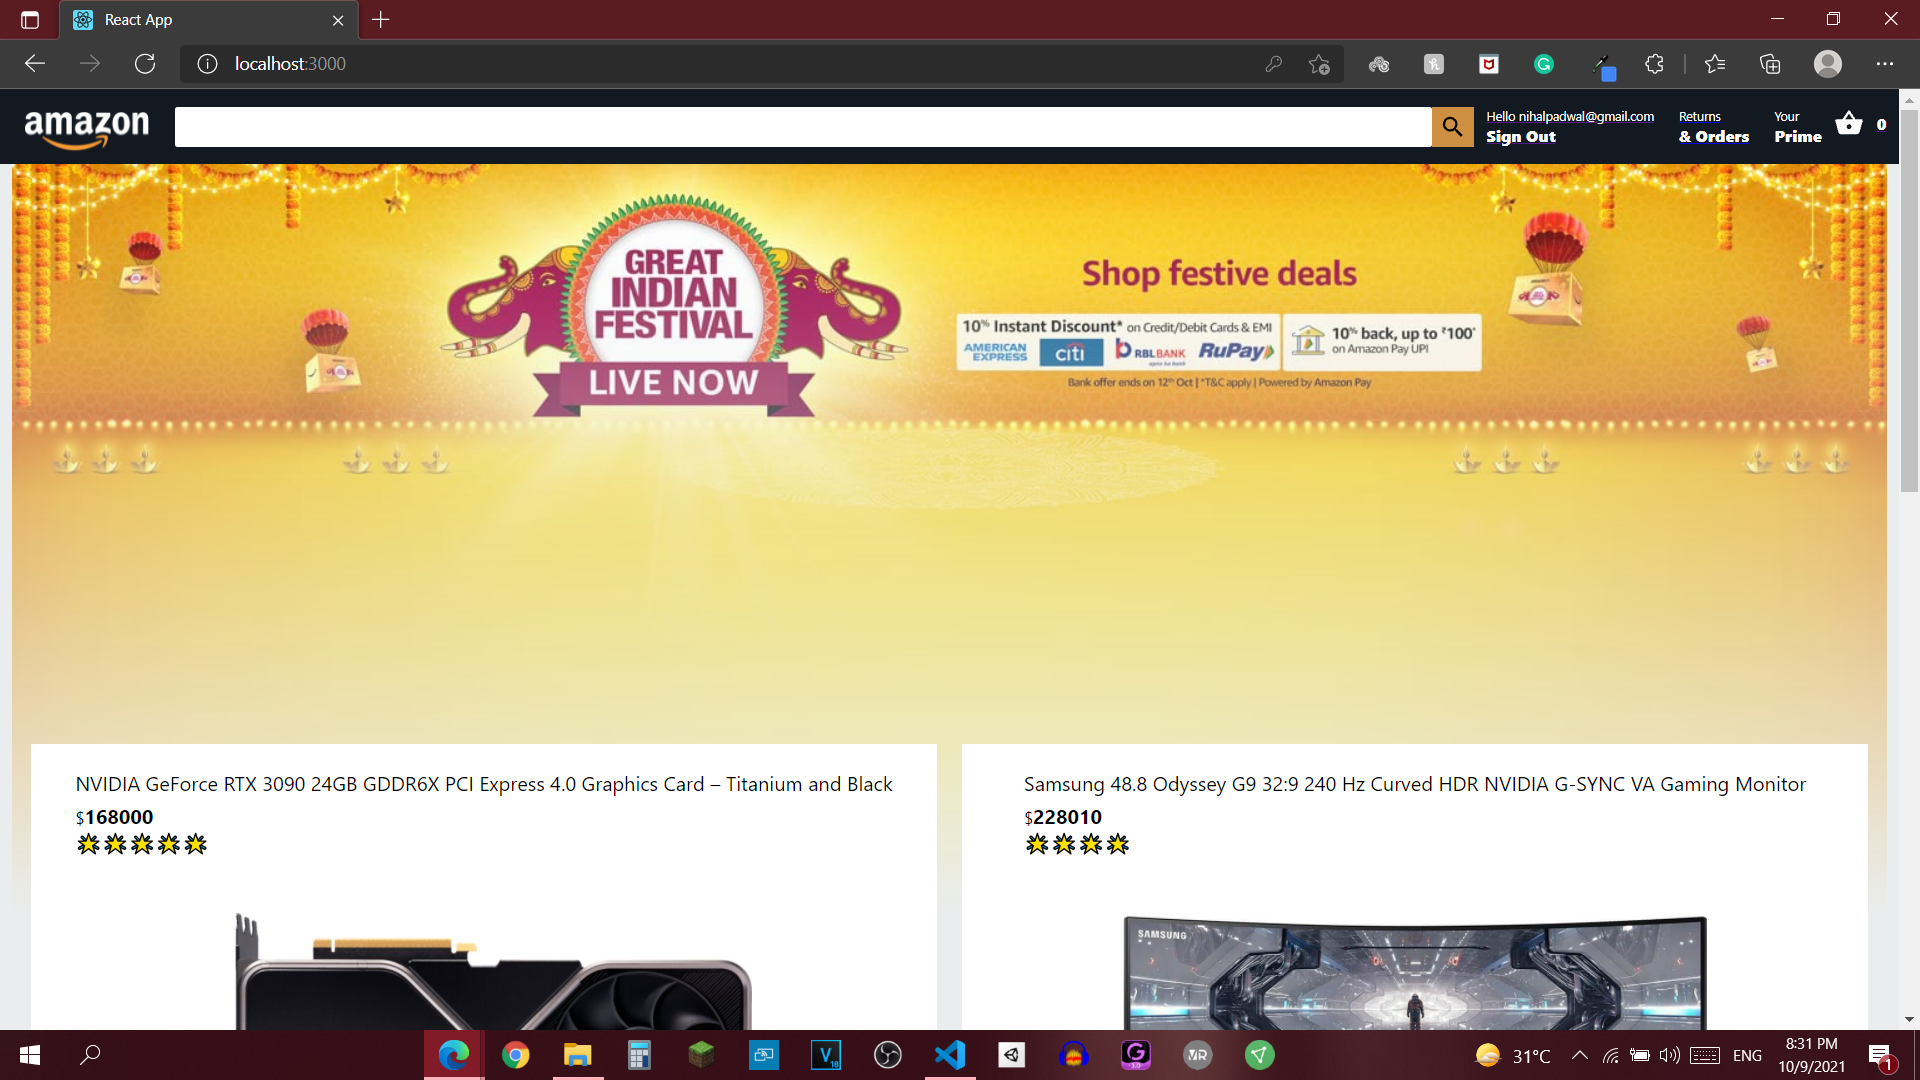 React App
localhost:3000
amazon
Hello nihalpadwal@gmail.com
Sign Out
Returns
& Orders
Your
Prime
0
GREAT
INDIAN
FESTIVAL
LIVE NOW
Shop festive deals
10% Instant Discount* on Credit/Debit Cards & EMI
AMERICAN
EXPRESS
citi
RBL BANK
apno ka bank
RuPay
10% back, up to ₹100*
on Amazon Pay UPI
Bank offer ends on 12th Oct | *T&C apply | Powered by Amazon Pay
NVIDIA GeForce RTX 3090 24GB GDDR6X PCI Express 4.0 Graphics Card – Titanium and Black
$168000
Samsung 48.8 Odyssey G9 32:9 240 Hz Curved HDR NVIDIA G-SYNC VA Gaming Monitor
$228010
SAMSUNG
31°C
ENG
8:31 PM
10/9/2021
1